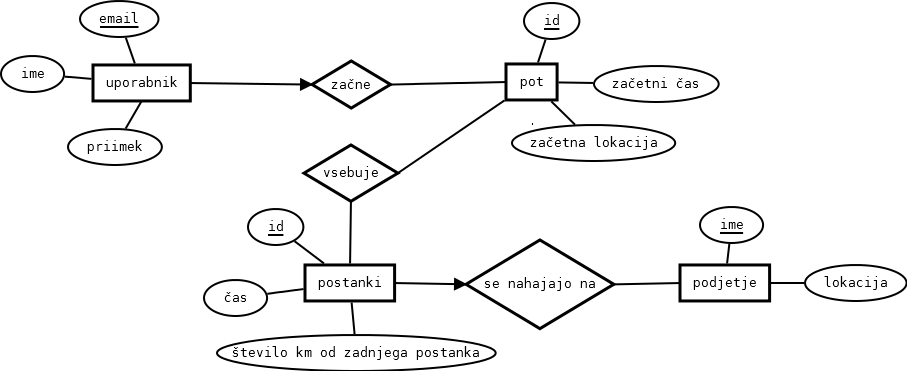 email
id
ime
uporabnik
začne
pot
začetni čas
priimek
začetna lokacija
vsebuje
id
ime
postanki
se nahajajo na
podjetje
lokacija
čas
število km od zadnjega postanka